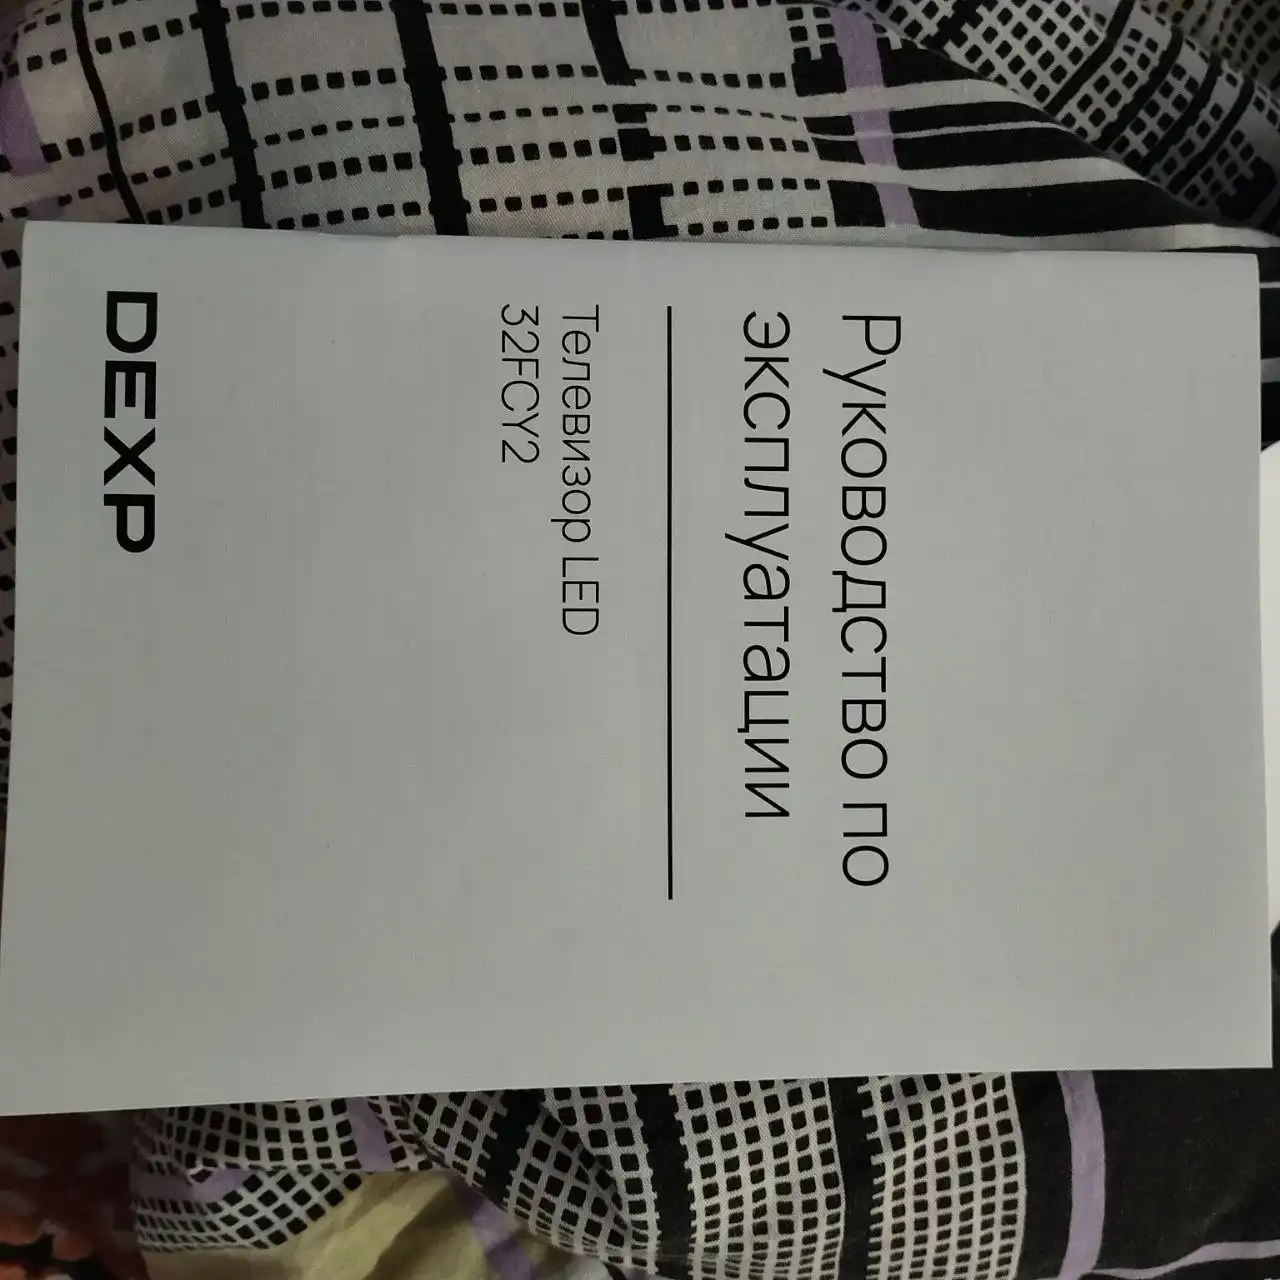 Руководство по
эксплуатации
Телевизор LED
32FCY2
DEXP